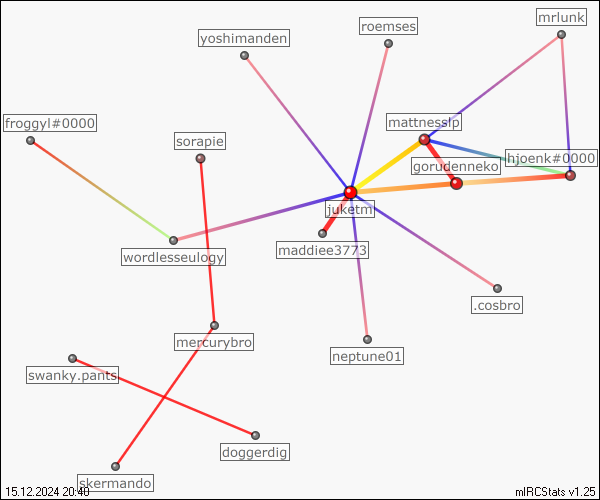 mrlunk
roemses
yoshimanden
froggyl#0000
mattnesslp
sorapie
hjoenk#0000
gorudenneko
juketm
maddiee3773
wordlesseulogy
.cosbro
mercurybro
neptune01
swanky.pants
doggerdig
skermando
15.12.2024 20:40
mIRCStats v1.25